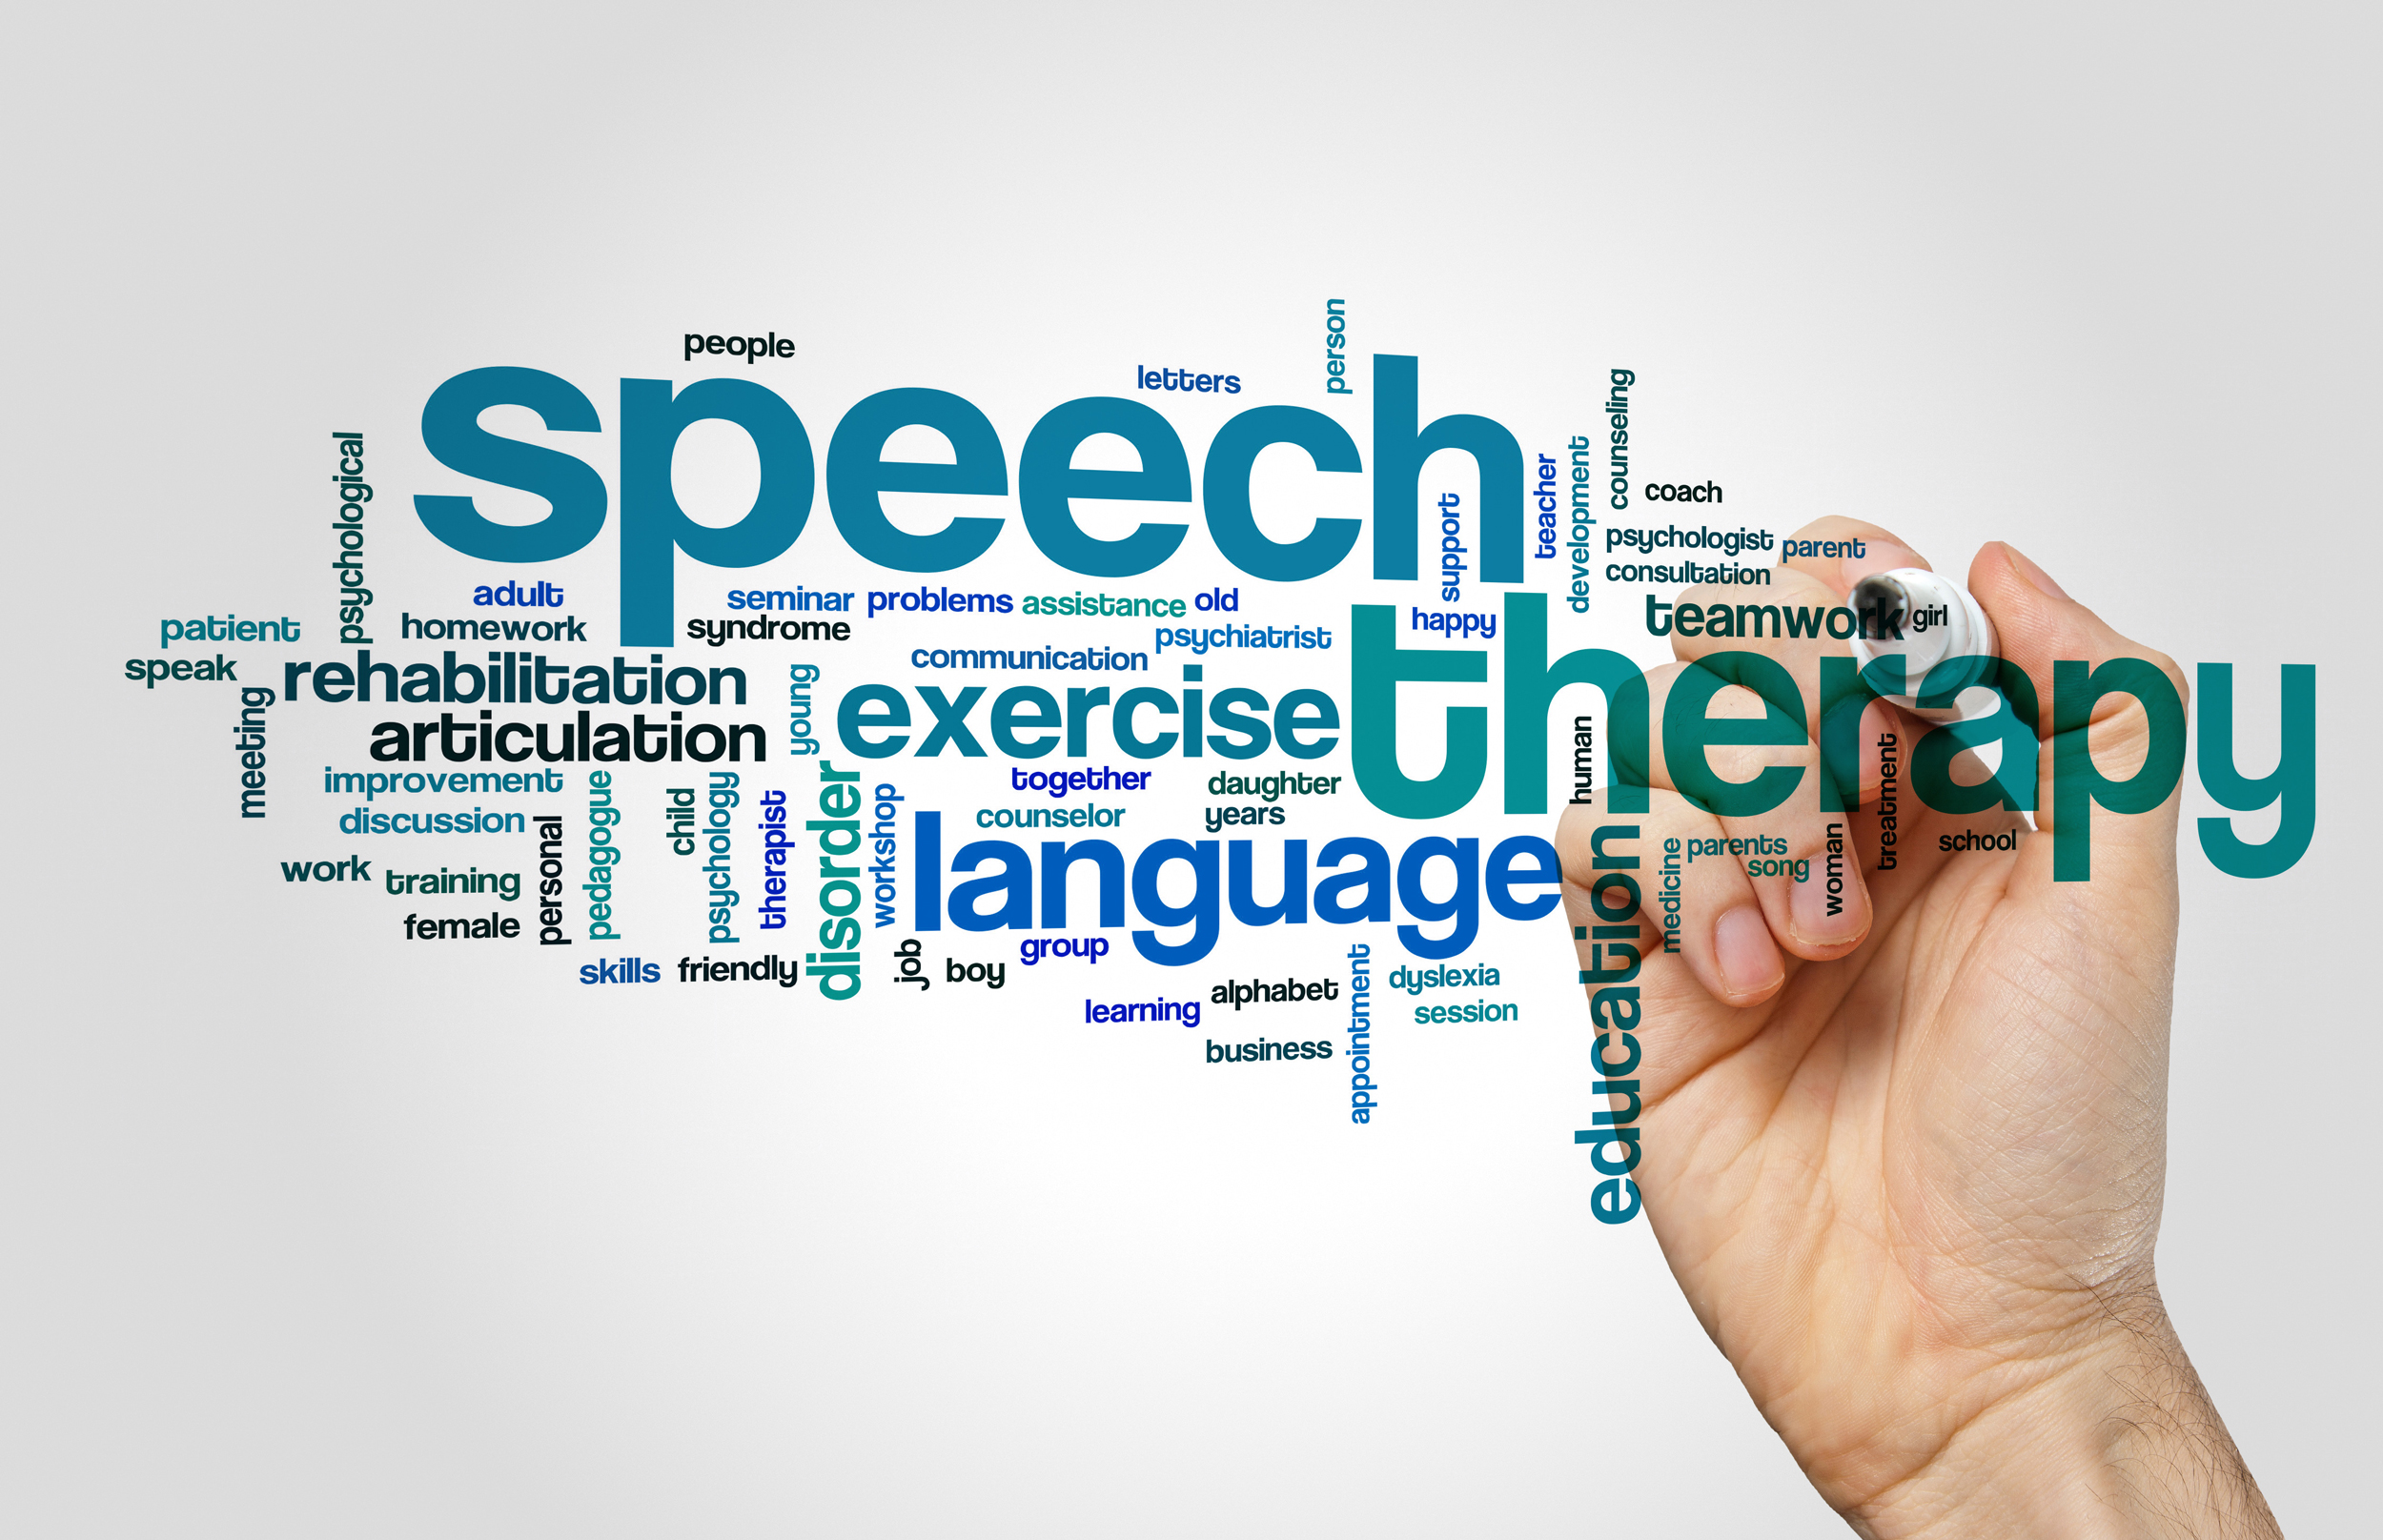 people
letters
person
speech
psychological
support
teacher
development
counseling
coach
psychologist
parent
consultation
adult
seminar
problems
assistance
old
happy
teamwork
girl
patient
homework
syndrome
psychiatrist
speak
rehabilitation
communication
therapy
meeting
articulation
young
exercise
human
treatment
improvement
together
daughter
discussion
pedagogue
child
psychology
therapist
disorder
workshop
counselor
years
language
education
medicine
parents
song
woman
school
work
training
personal
female
skills
friendly
job
boy
group
learning
alphabet
appointment
dyslexia
session
business